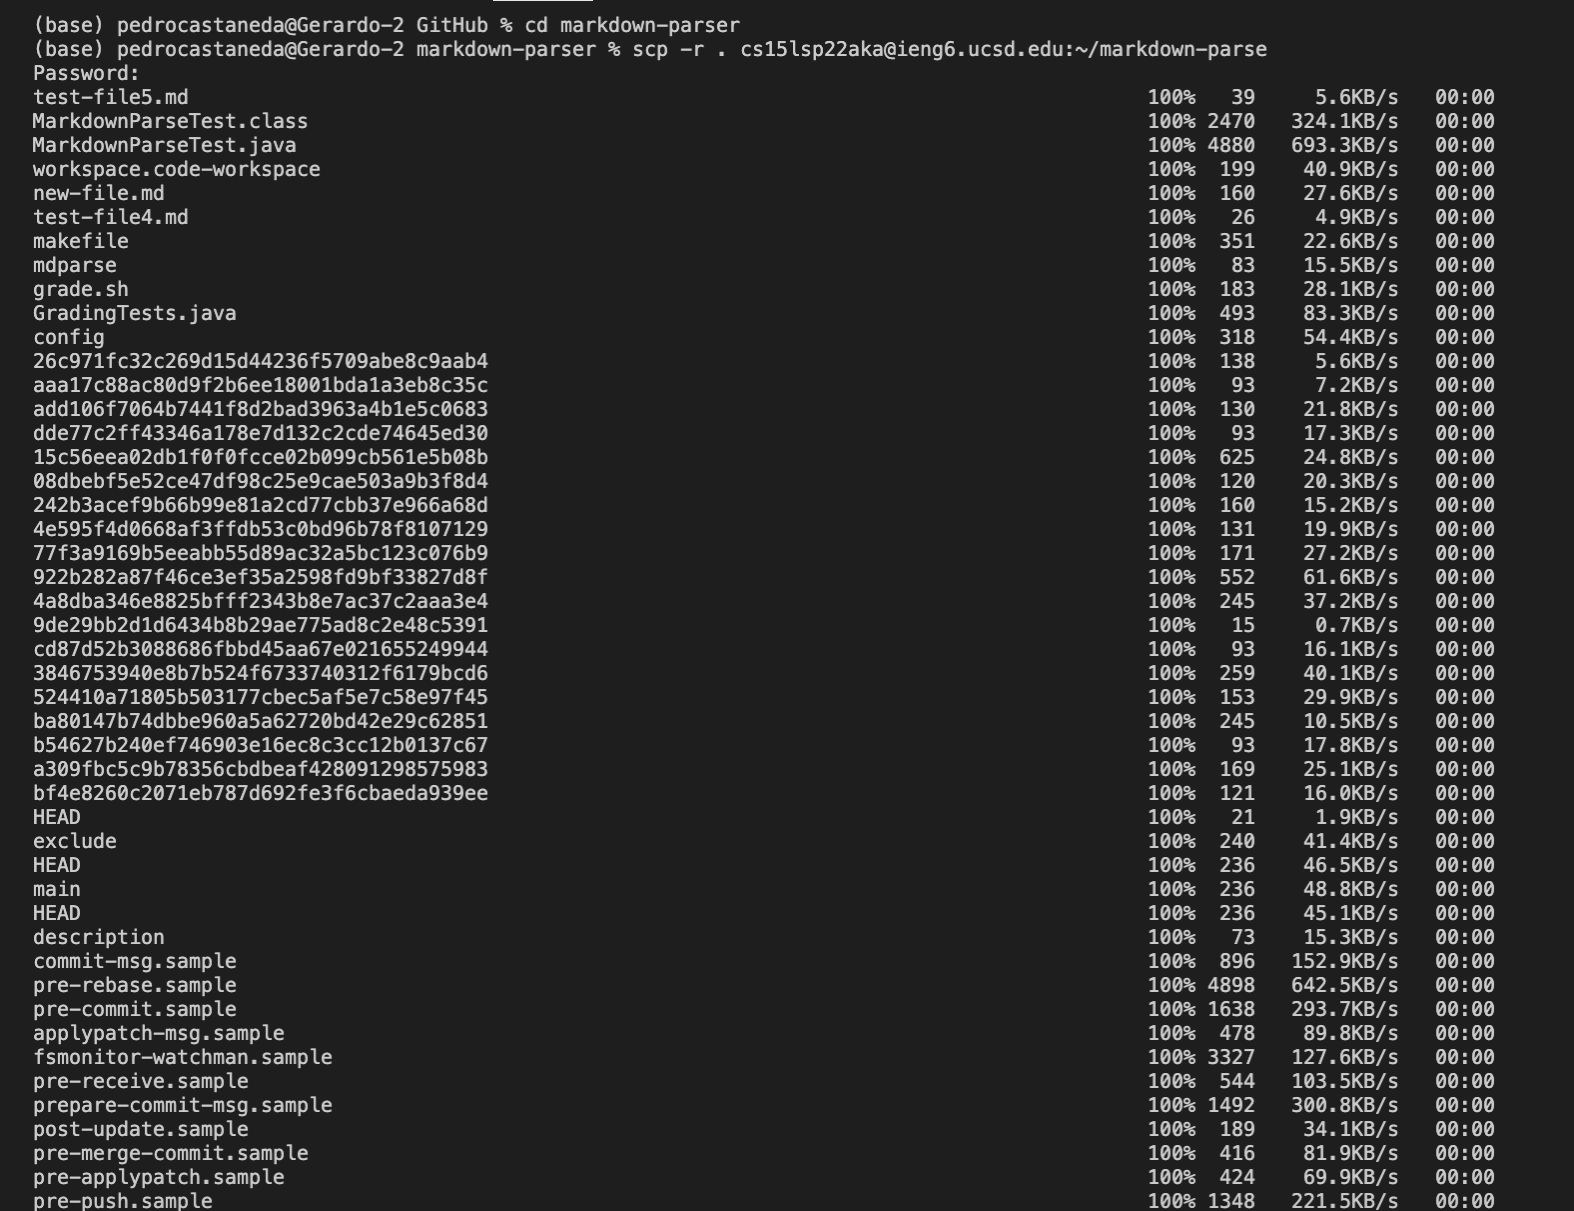 (base) pedrocastaneda@Gerardo-2 GitHub % cd markdown-parser
(base) pedrocastaneda@Gerardo-2 markdown-parser % scp -r . cs15lsp22aka@ieng6.ucsd.edu:~/markdown-parse
Password:
test-file5.md 100% 39 5.6KB/s 00:00
MarkdownParseTest.class 100% 2470 324.1KB/s 00:00
MarkdownParseTest.java 100% 4880 693.3KB/s 00:00
workspace.code-workspace 100% 199 40.9KB/s 00:00
new-file.md 100% 160 27.6KB/s 00:00
test-file4.md 100% 26 4.9KB/s 00:00
makefile 100% 351 22.6KB/s 00:00
mdparse 100% 83 15.5KB/s 00:00
grade.sh 100% 183 28.1KB/s 00:00
GradingTests.java 100% 493 83.3KB/s 00:00
config 100% 318 54.4KB/s 00:00
26c971fc32c269d15d44236f5709abe8c9aab4 100% 138 5.6KB/s 00:00
aaa17c88ac80d9f2b6ee18001bda1a3eb8c35c 100% 93 7.2KB/s 00:00
add106f7064b7441f8d2bad3963a4b1e5c0683 100% 130 21.8KB/s 00:00
dde77c2ff43346a178e7d132c2cde74645ed30 100% 93 17.3KB/s 00:00
15c56eea02db1f0f0fcce02b099cb561e5b08b 100% 625 24.8KB/s 00:00
08dbebf5e52ce47df98c25e9cae503a9b3f8d4 100% 120 20.3KB/s 00:00
242b3acef9b66b99e81a2cd77cbb37e966a68d 100% 160 15.2KB/s 00:00
4e595f4d0668af3ffdb53c0bd96b78f8107129 100% 131 19.9KB/s 00:00
77f3a9169b5eeabb55d89ac32a5bc123c076b9 100% 171 27.2KB/s 00:00
922b282a87f46ce3ef35a2598fd9bf33827d8f 100% 552 61.6KB/s 00:00
4a8dba346e8825bfff2343b8e7ac37c2aaa3e4 100% 245 37.2KB/s 00:00
9de29bb2d1d6434b8b29ae775ad8c2e48c5391 100% 15 0.7KB/s 00:00
cd87d52b3088686fbbd45aa67e021655249944 100% 93 16.1KB/s 00:00
3846753940e8b7b524f6733740312f6179bcd6 100% 259 40.1KB/s 00:00
524410a71805b503177cbec5af5e7c58e97f45 100% 153 29.9KB/s 00:00
ba80147b74dbbe960a5a62720bd42e29c62851 100% 245 10.5KB/s 00:00
b54627b240ef746903e16ec8c3cc12b0137c67 100% 93 17.8KB/s 00:00
a309fbc5c9b78356cbdbeaf428091298575983 100% 169 25.1KB/s 00:00
bf4e8260c2071eb787d692fe3f6cbaeda939ee 100% 121 16.0KB/s 00:00
HEAD 100% 21 1.9KB/s 00:00
exclude 100% 240 41.4KB/s 00:00
HEAD 100% 236 46.5KB/s 00:00
main 100% 236 48.8KB/s 00:00
HEAD 100% 236 45.1KB/s 00:00
description 100% 73 15.3KB/s 00:00
commit-msg.sample 100% 896 152.9KB/s 00:00
pre-rebase.sample 100% 4898 642.5KB/s 00:00
pre-commit.sample 100% 1638 293.7KB/s 00:00
applypatch-msg.sample 100% 478 89.8KB/s 00:00
fsmonitor-watchman.sample 100% 3327 127.6KB/s 00:00
pre-receive.sample 100% 544 103.5KB/s 00:00
prepare-commit-msg.sample 100% 1492 300.8KB/s 00:00
post-update.sample 100% 189 34.1KB/s 00:00
pre-merge-commit.sample 100% 416 81.9KB/s 00:00
pre-applypatch.sample 100% 424 69.9KB/s 00:00
pre-push.sample 100% 1348 221.5KB/s 00:00